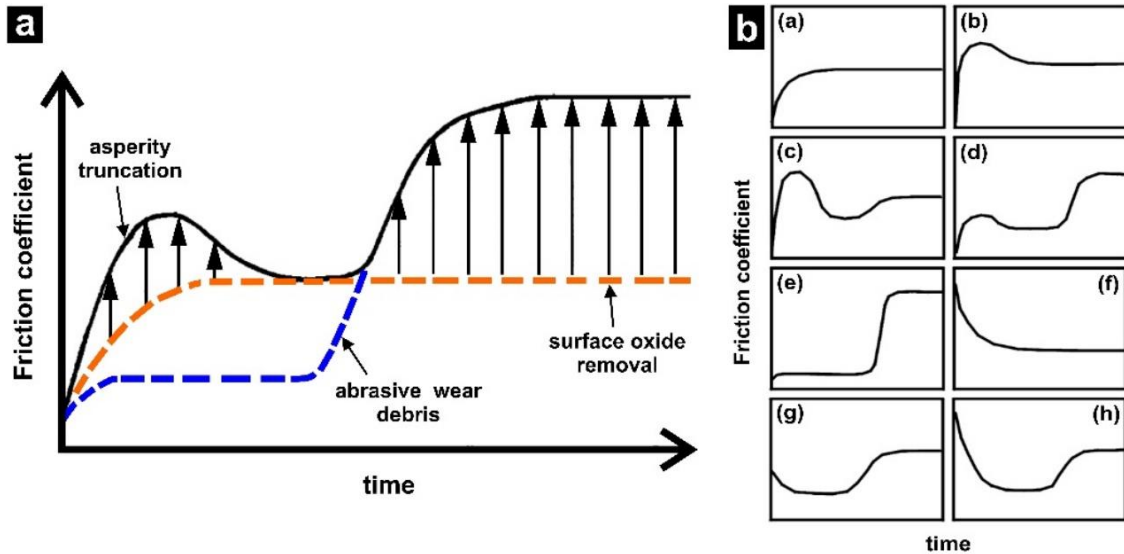 a
asperity
truncation
Friction coefficient
surface oxide
removal
abrasive wear
debris
time
b
(a)
(b)
(c)
(d)
(e)
(f)
(g)
(h)
Friction coefficient
time